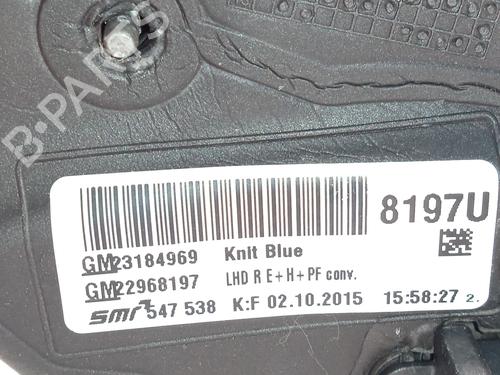 B-PARTS
8197U
GM23184969 Knit Blue
GM22968197 LHD R E+H+PF conv.
smr 547 538 K:F 02.10.2015 15:58:27 2.